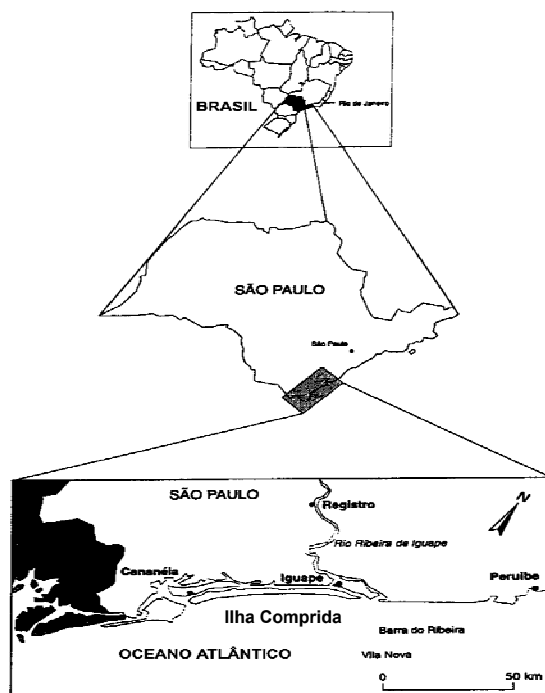 BRASIL
Rio de Janeiro
SÃO PAULO
São Paulo
SÃO PAULO
N
Registro
Rio Ribeira de Iguape
Cananéia
Iguape
Peruíbe
Ilha Comprida
Barra do Ribeira
OCEANO ATLÂNTICO
Vila Nova
0 50 km